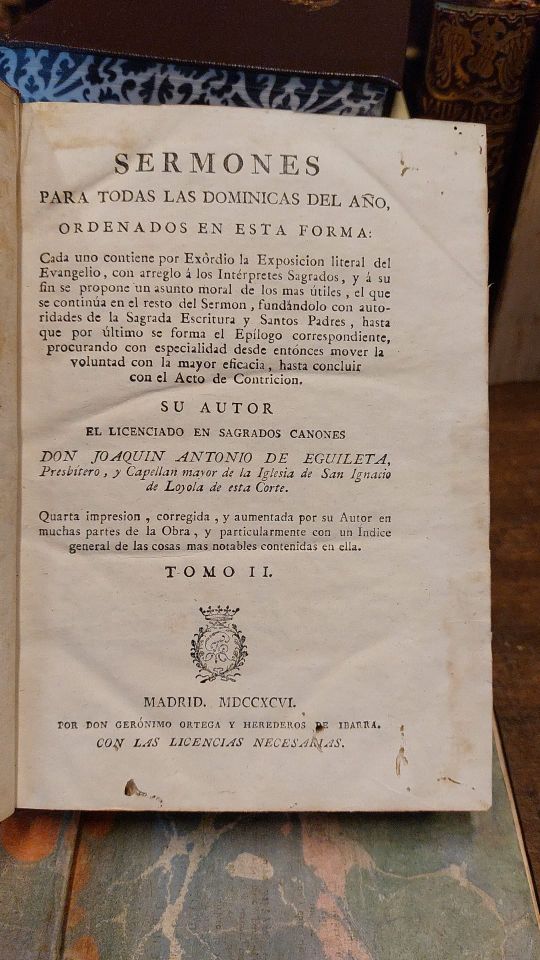 SERMONES
PARA TODAS LAS DOMINICAS DEL AÑO,
ORDENADOS EN ESTA FORMA:
Cada uno contiene por Exôrdio la Exposicion literal del
Evangelio, con arreglo á los Intérpretes Sagrados, y á su
fin se propone un asunto moral de los mas útiles, el que
se continúa en el resto del Sermon, fundándolo con auto-
ridades de la Sagrada Escritura y Santos Padres, hasta
que por último se forma el Epílogo correspondiente,
procurando con especialidad desde entónces mover la
voluntad con la mayor eficacia, hasta concluir
con el Acto de Contricion.
SU AUTOR
EL LICENCIADO EN SAGRADOS CANONES
DON JOAQUIN ANTONIO DE EGUILETA,
Presbítero, y Capellan mayor de la Iglesia de San Ignacio
de Loyola de esta Corte.
Quarta impresion, corregida, y aumentada por su Autor en
muchas partes de la Obra, y particularmente con un Indice
general de las cosas mas notables contenidas en ella.
TOMO II.
MADRID. MDCCXCVI.
POR DON GERÓNIMO ORTEGA Y HEREDEROS DE IBARRA.
CON LAS LICENCIAS NECESARIAS.